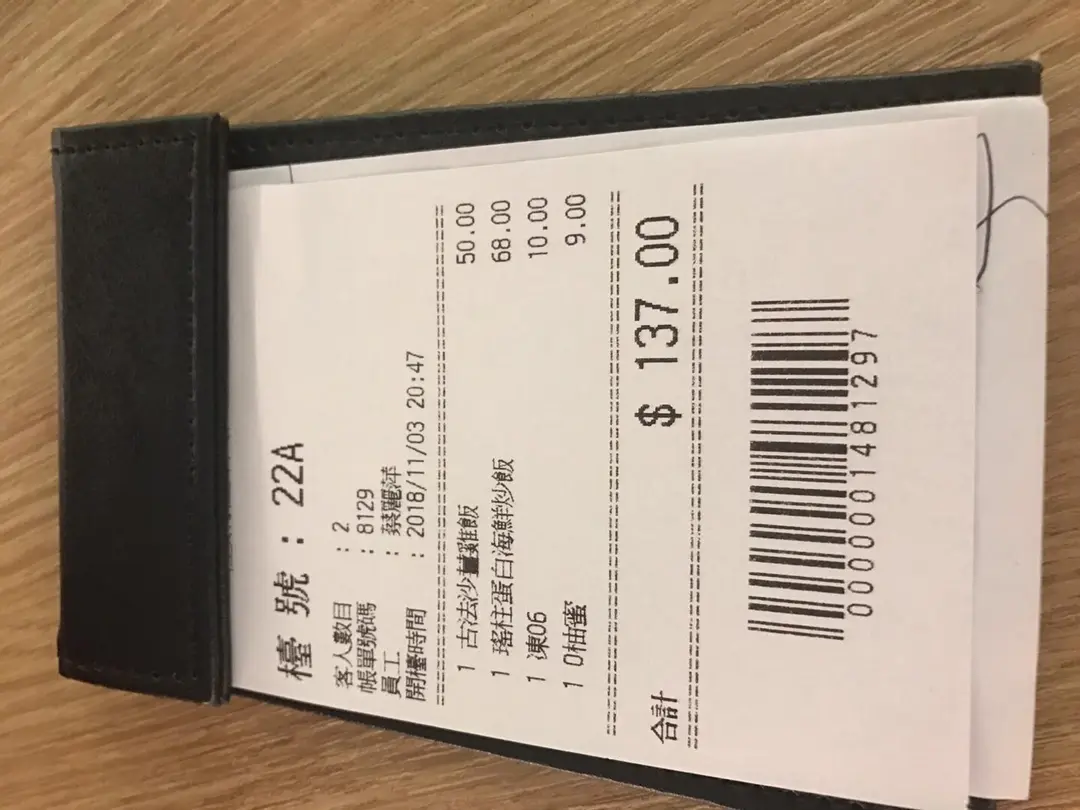 檯 號 : 22A
客人數目 : 2
帳單號碼 : 8129
員工 : 蔡麗萍
開檯時間 : 2018/11/03 20:47
1 古法沙薑雞飯 50.00
1 瑤柱蛋白海鮮炒飯 68.00
1 凍06 10.00
1 0柚蜜 9.00
合計 $ 137.00
0000001481297